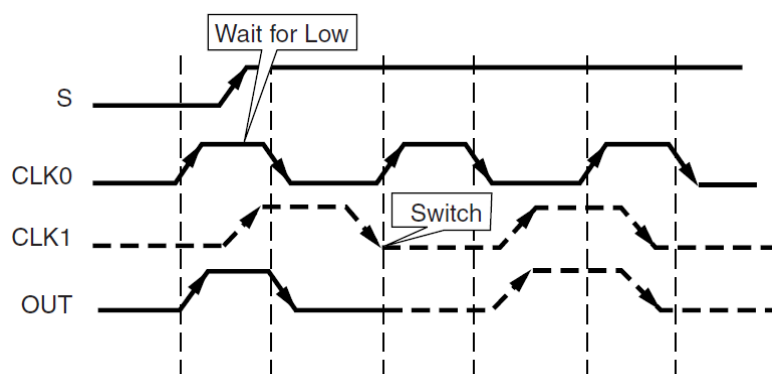 Wait for Low
S
CLK0
CLK1
Switch
OUT